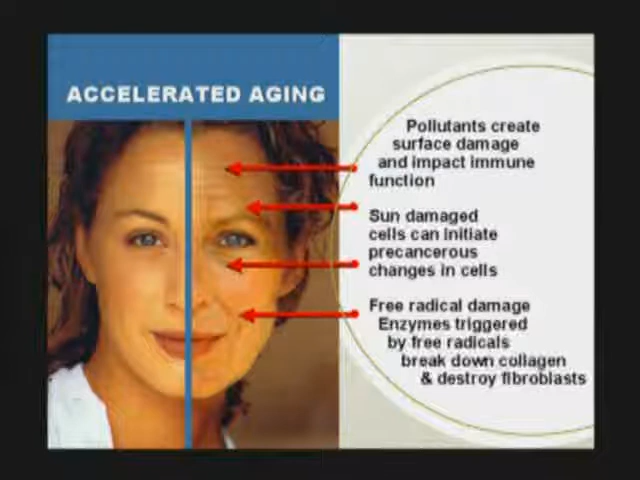 ACCELERATED AGING
Pollutants create
surface damage
and impact immune
function
Sun damaged
cells can initiate
precancerous
changes in cells
Free radical damage
Enzymes triggered
by free radicals
break down collagen
& destroy fibroblasts